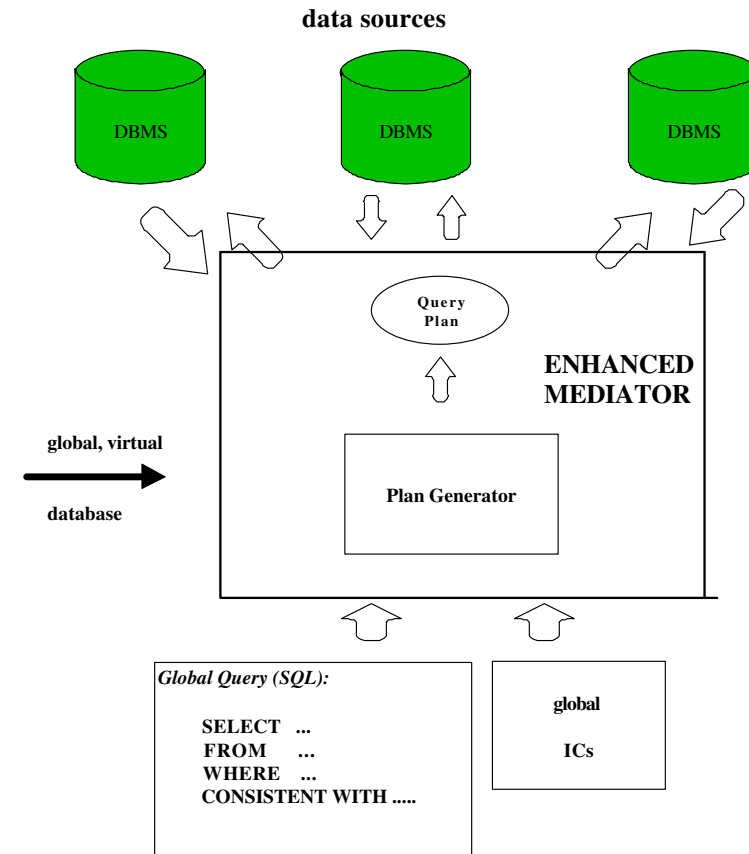 data sources
DBMS
DBMS
DBMS
Query
Plan
ENHANCED
MEDIATOR
global, virtual
database
Plan Generator
Global Query (SQL):
SELECT ...
FROM ...
WHERE ...
CONSISTENT WITH .....
global
ICs